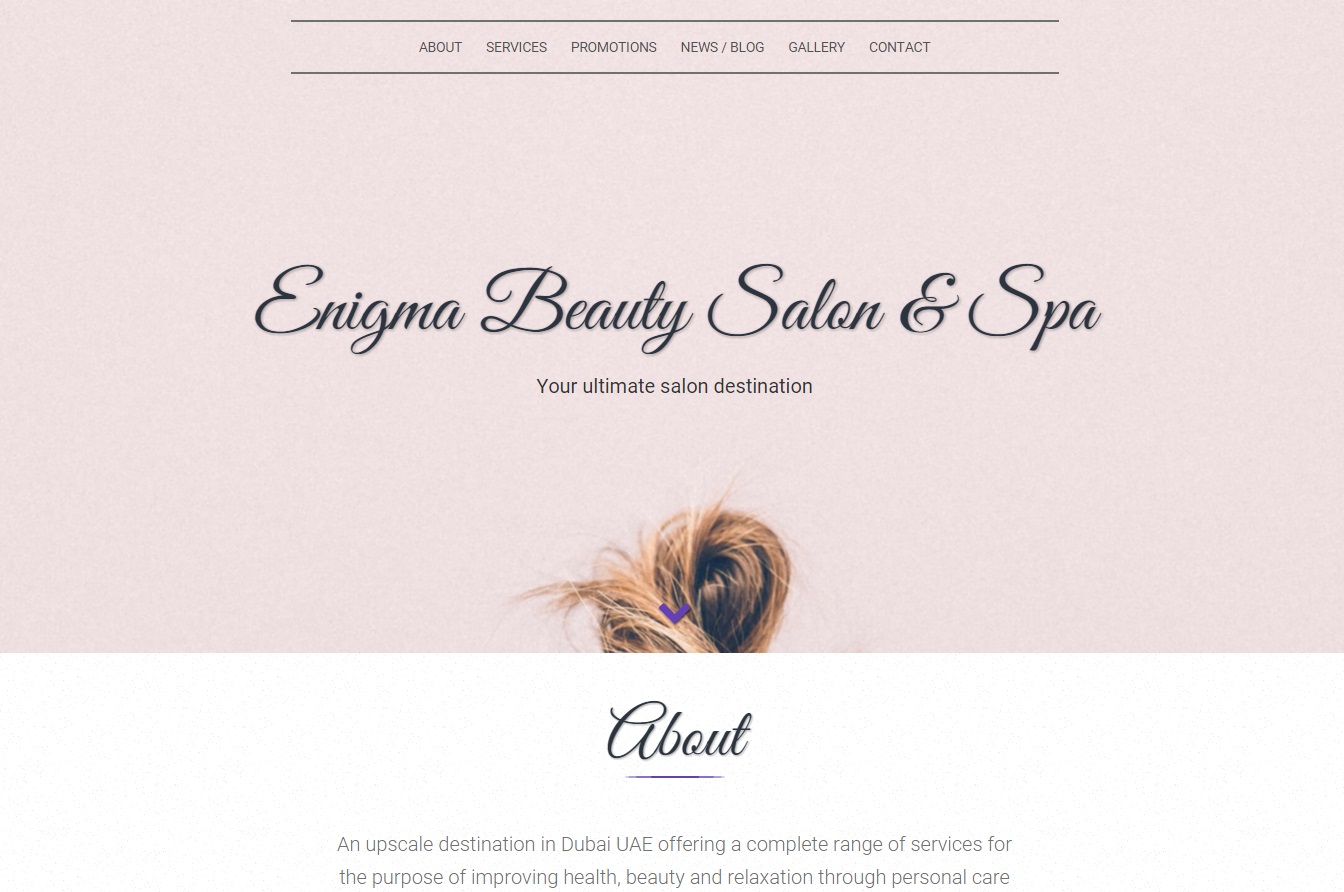 ABOUT SERVICES PROMOTIONS NEWS / BLOG GALLERY CONTACT
Enigma Beauty Salon & Spa
Your ultimate salon destination
About
An upscale destination in Dubai UAE offering a complete range of services for
the purpose of improving health, beauty and relaxation through personal care